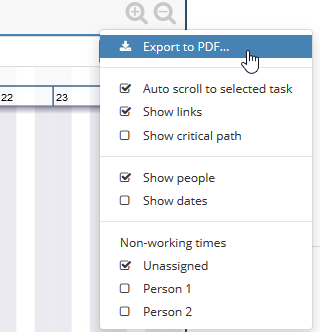 Export to PDF...
22
23
Auto scroll to selected task
Show links
Show critical path
Show people
Show dates
Non-working times
Unassigned
Person 1
Person 2